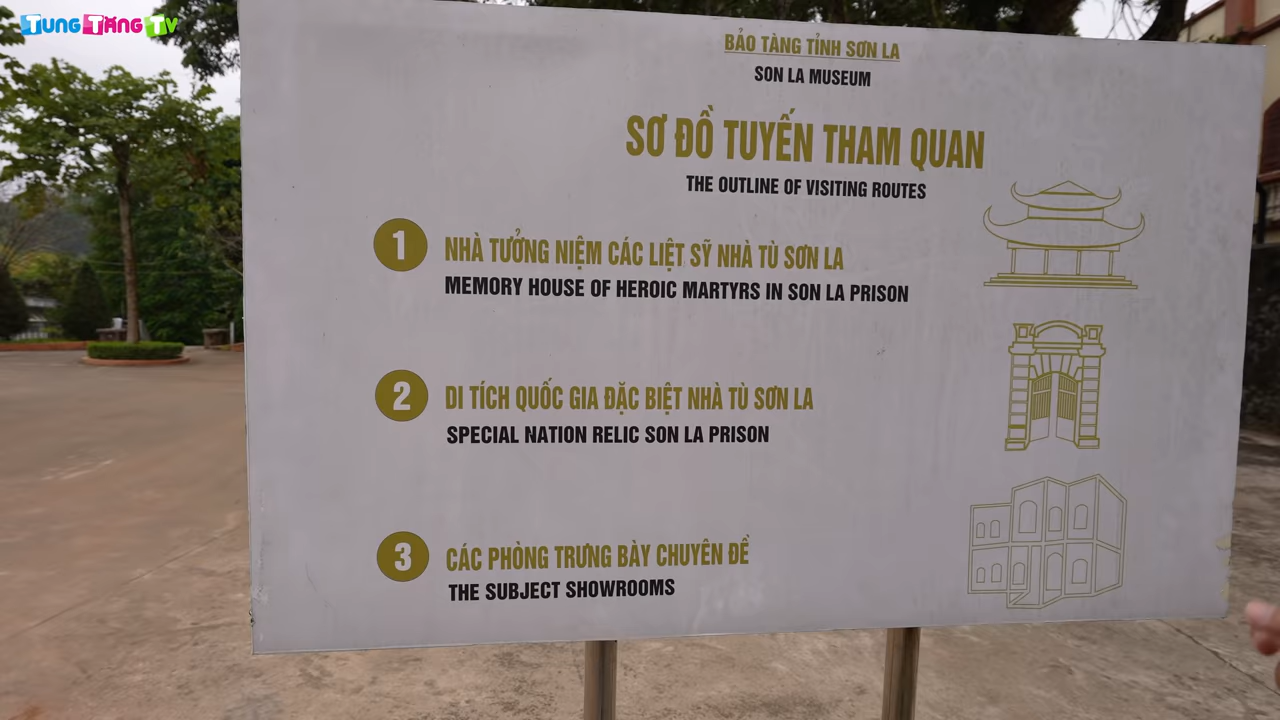 Tung Tăng TV
BẢO TÀNG TỈNH SƠN LA
SON LA MUSEUM
SƠ ĐỒ TUYẾN THAM QUAN
THE OUTLINE OF VISITING ROUTES
1 NHÀ TƯỞNG NIỆM CÁC LIỆT SỸ NHÀ TÙ SƠN LA
MEMORY HOUSE OF HEROIC MARTYRS IN SON LA PRISON
2 DI TÍCH QUỐC GIA ĐẶC BIỆT NHÀ TÙ SƠN LA
SPECIAL NATION RELIC SON LA PRISON
3 CÁC PHÒNG TRƯNG BÀY CHUYÊN ĐỀ
THE SUBJECT SHOWROOMS